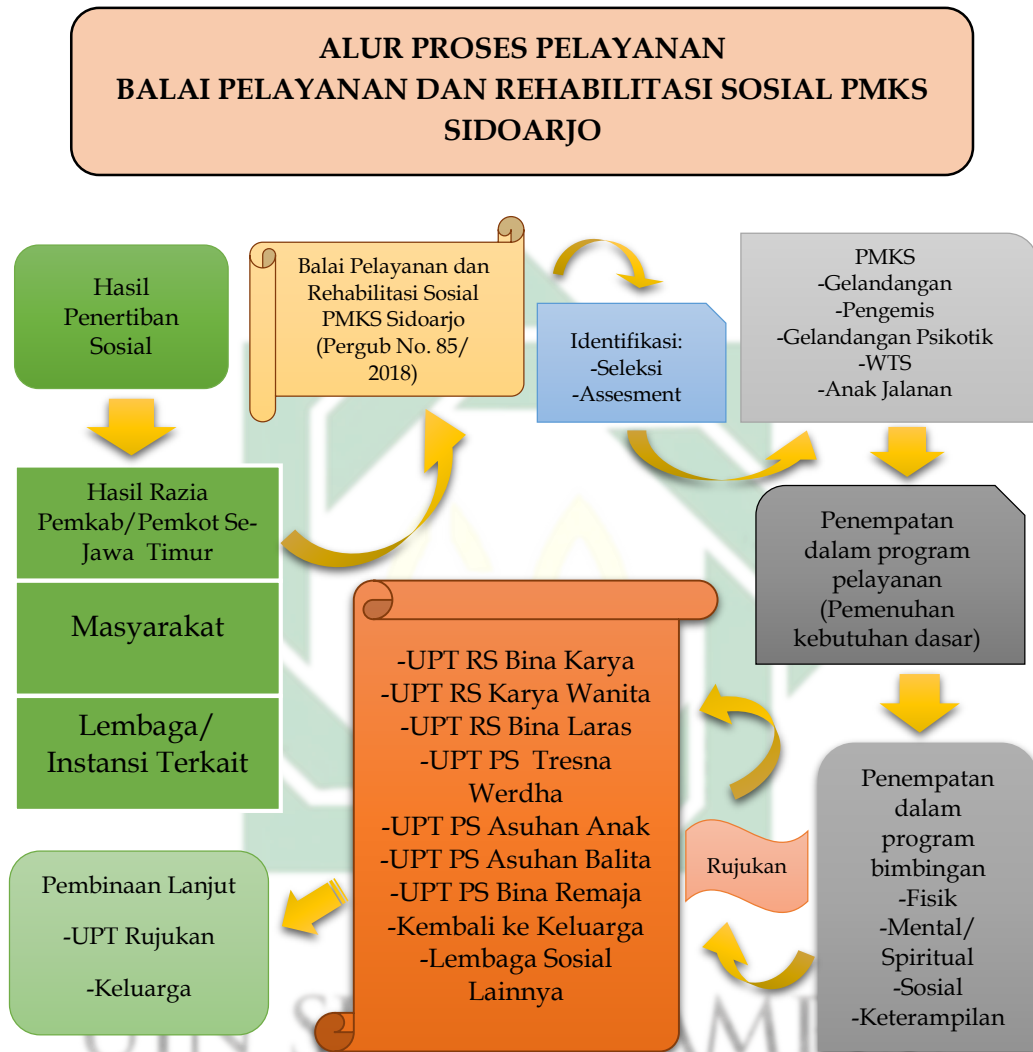 ALUR PROSES PELAYANAN
BALAI PELAYANAN DAN REHABILITASI SOSIAL PMKS
SIDOARJO
Hasil
Penertiban
Sosial
Hasil Razia
Pemkab/Pemkot Se-
Jawa Timur
Masyarakat
Lembaga/
Instansi Terkait
Balai Pelayanan dan
Rehabilitasi Sosial
PMKS Sidoarjo
(Pergub No. 85/
2018)
Identifikasi:
-Seleksi
-Assesment
PMKS
-Gelandangan
-Pengemis
-Gelandangan Psikotik
-WTS
-Anak Jalanan
Penempatan
dalam program
pelayanan
(Pemenuhan
kebutuhan dasar)
Penempatan
dalam
program
bimbingan
-Fisik
-Mental/
Spiritual
-Sosial
-Keterampilan
Rujukan
-UPT RS Bina Karya
-UPT RS Karya Wanita
-UPT RS Bina Laras
-UPT PS Tresna
Werdha
-UPT PS Asuhan Anak
-UPT PS Asuhan Balita
-UPT PS Bina Remaja
-Kembali ke Keluarga
-Lembaga Sosial
Lainnya
Pembinaan Lanjut
-UPT Rujukan
-Keluarga
UIN